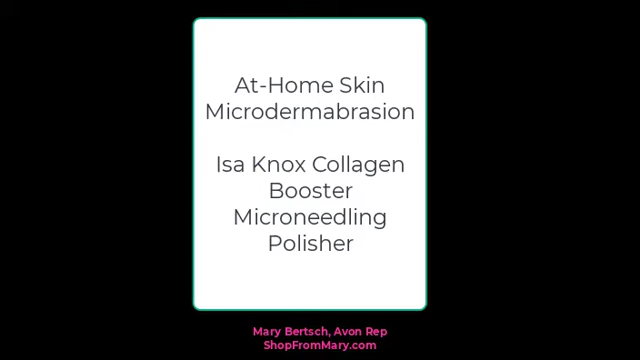 At-Home Skin
Microdermabrasion
Isa Knox Collagen
Booster
Microneedling
Polisher
Mary Bertsch, Avon Rep
ShopFromMary.com